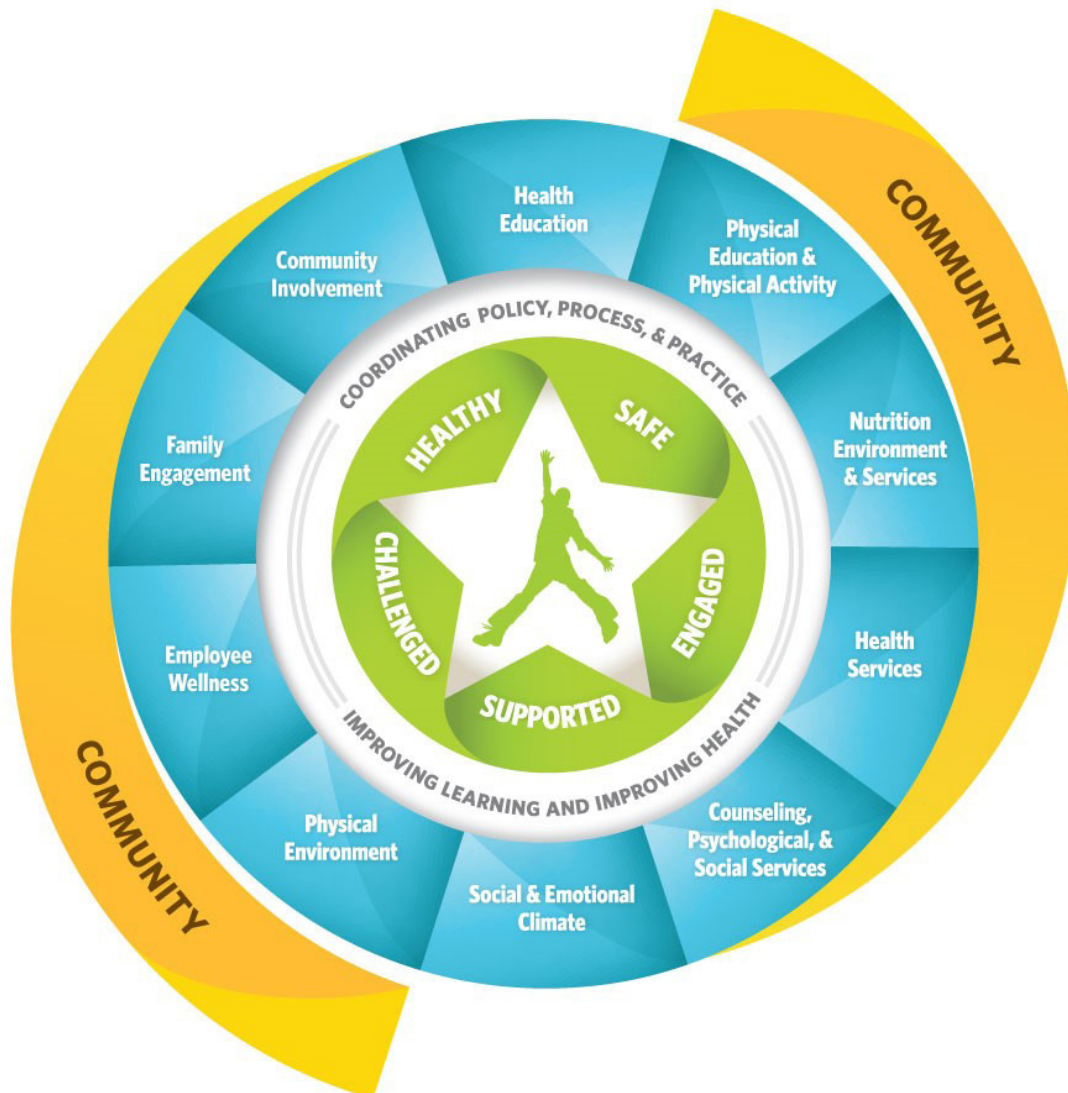 COMMUNITY
Health
Education
Physical
Education &
Physical Activity
Nutrition
Environment
& Services
Health
Services
Counseling,
Psychological, &
Social Services
Social & Emotional
Climate
Physical
Environment
Employee
Wellness
Family
Engagement
Community
Involvement
COORDINATING POLICY, PROCESS, & PRACTICE
IMPROVING LEARNING AND IMPROVING HEALTH
HEALTHY
SAFE
ENGAGED
SUPPORTED
CHALLENGED
COMMUNITY